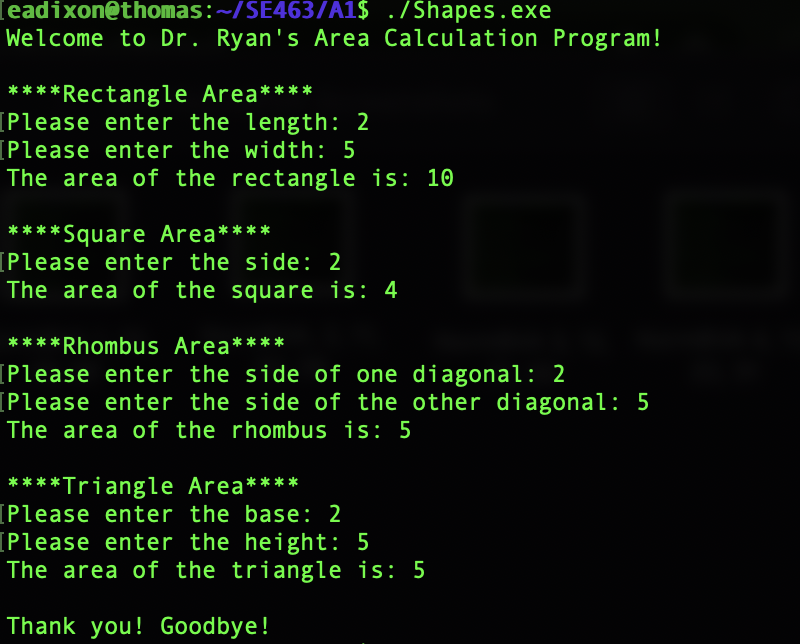 [eadixon@thomas:~/SE463/A1$ ./Shapes.exe
Welcome to Dr. Ryan's Area Calculation Program!
****Rectangle Area****
[Please enter the length: 2
[Please enter the width: 5
The area of the rectangle is: 10
****Square Area****
[Please enter the side: 2
The area of the square is: 4
****Rhombus Area****
[Please enter the side of one diagonal: 2
[Please enter the side of the other diagonal: 5
The area of the rhombus is: 5
****Triangle Area****
[Please enter the base: 2
[Please enter the height: 5
The area of the triangle is: 5
Thank you! Goodbye!